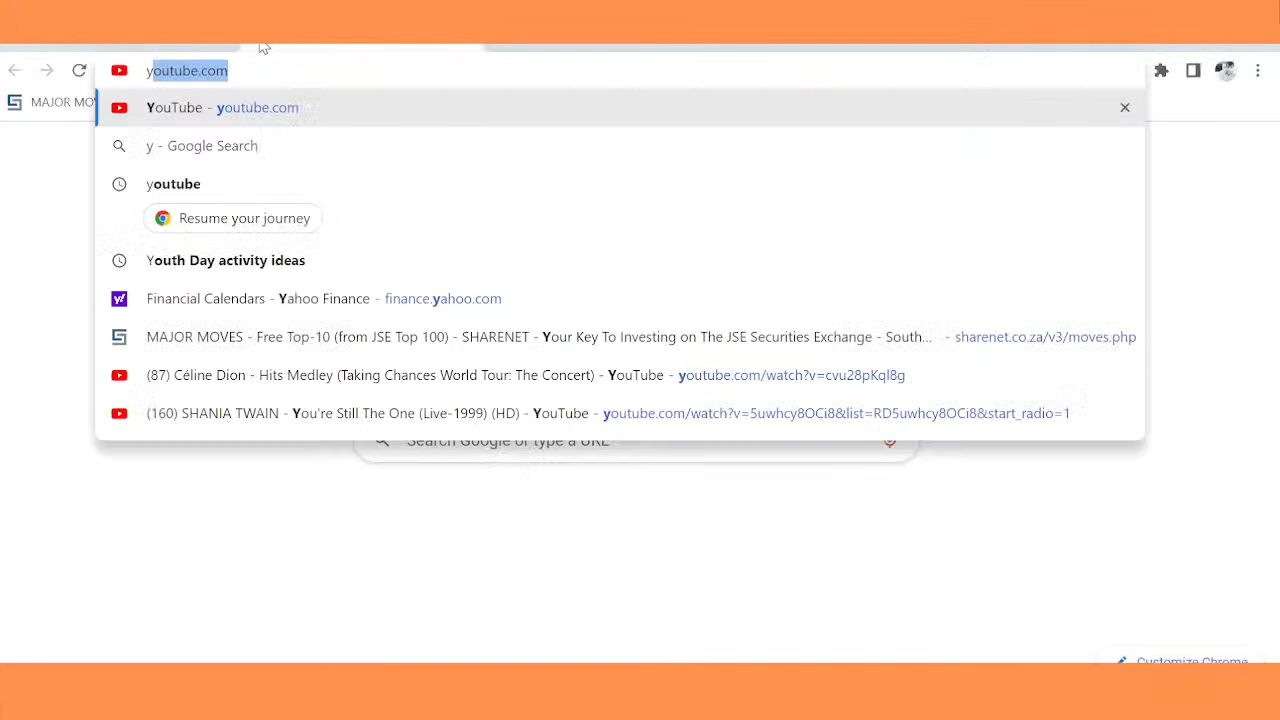 youtube.com
MAJOR MO
YouTube - youtube.com
y - Google Search
youtube
Resume your journey
Youth Day activity ideas
Financial Calendars - Yahoo Finance - finance.yahoo.com
MAJOR MOVES - Free Top-10 (from JSE Top 100) - SHARENET - Your Key To Investing on The JSE Securities Exchange - South... - sharenet.co.za/v3/moves.php
(87) Céline Dion - Hits Medley (Taking Chances World Tour: The Concert) - YouTube - youtube.com/watch?v=cvu28pKql8g
(160) SHANIA TWAIN - You're Still The One (Live-1999) (HD) - YouTube - youtube.com/watch?v=5uwhcy8OCi8&list=RD5uwhcy8OCi8&start_radio=1
Search Google or type a URL
Customize Chrome